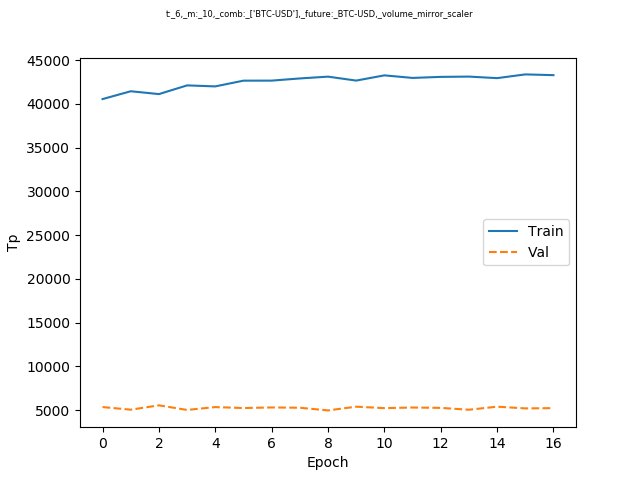 t:_6,_m:_10,_comb:_['BTC-USD'],_future:_BTC-USD,_volume_mirror_scaler
45000
40000
35000
30000
25000
20000
15000
10000
5000
Tp
Train
Val
0 2 4 6 8 10 12 14 16
Epoch